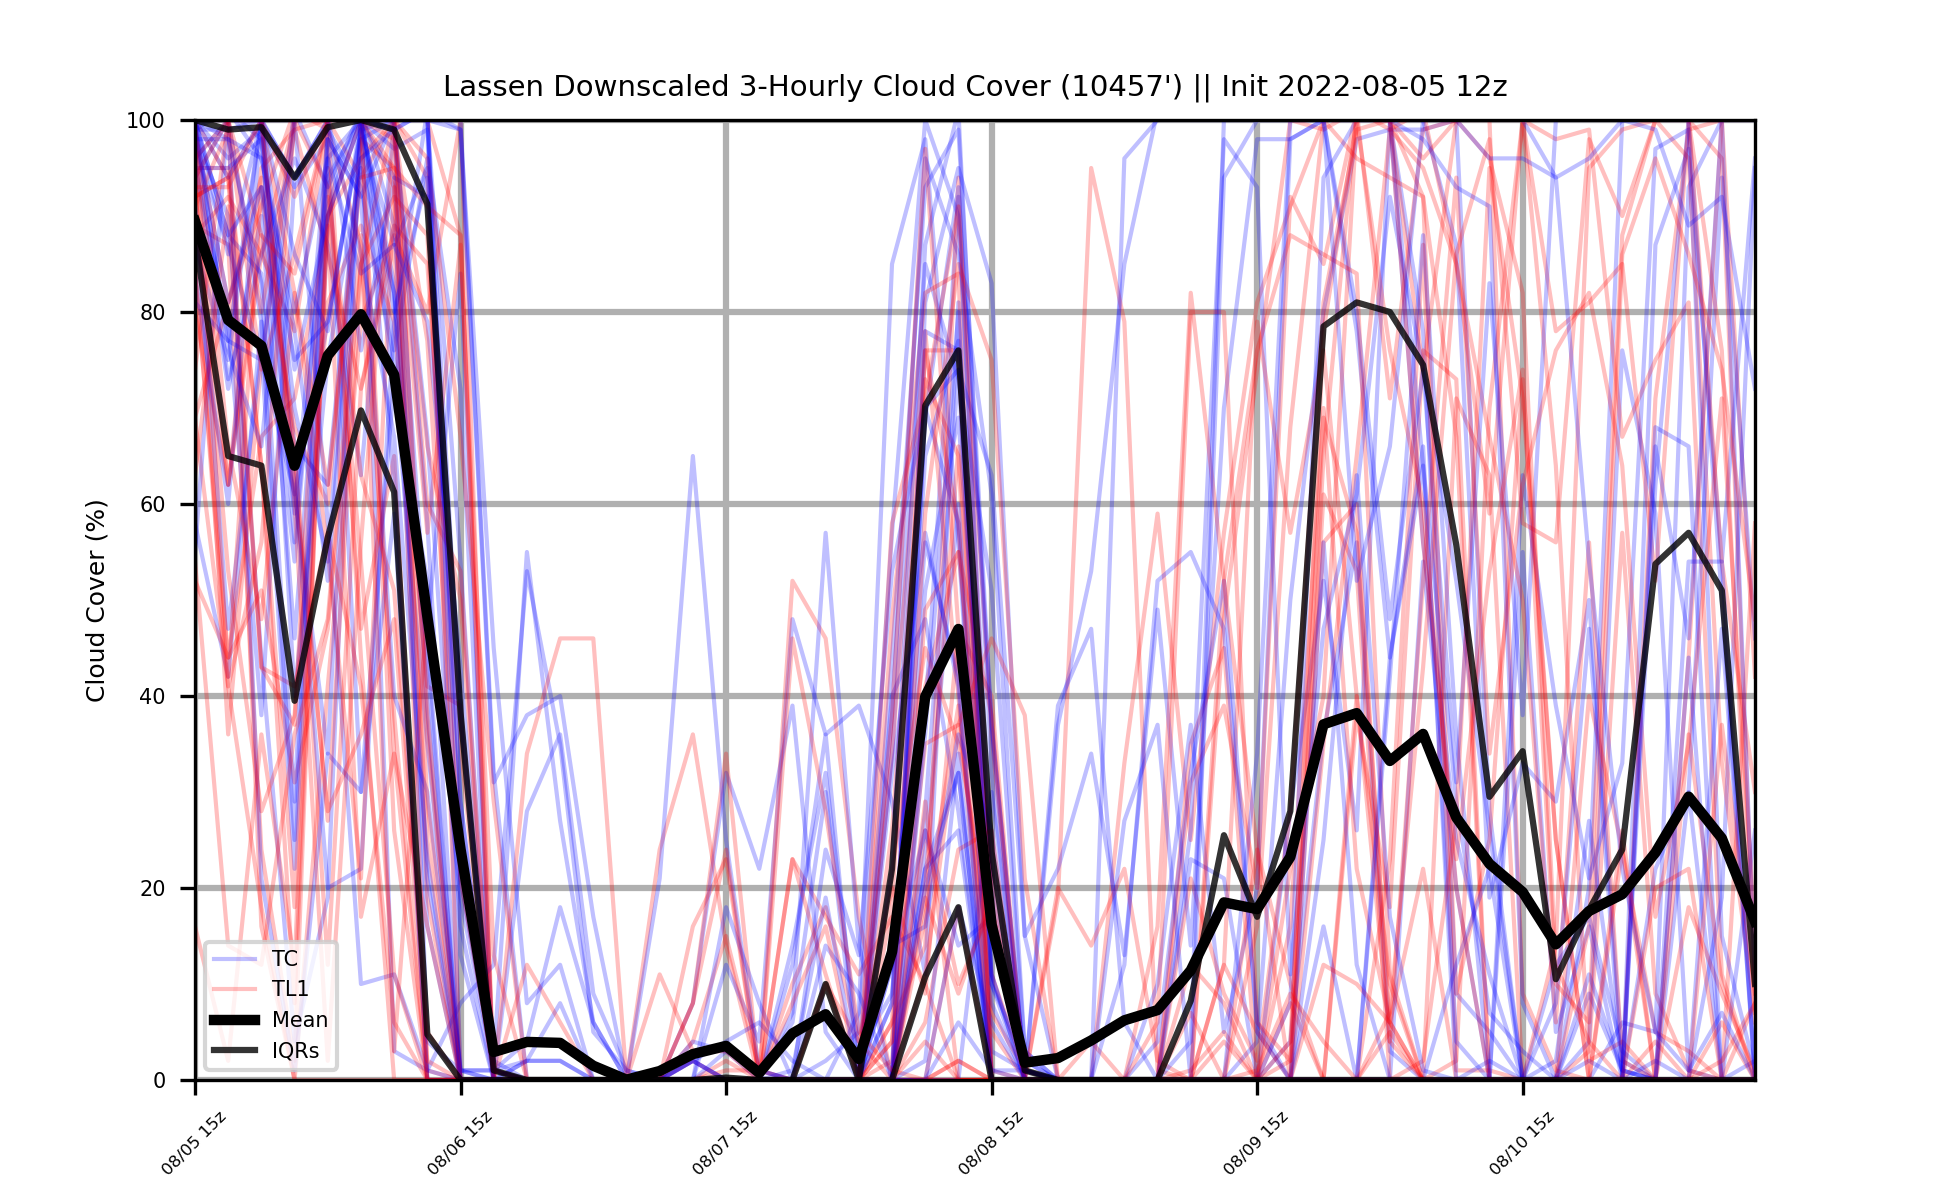 Lassen Downscaled 3-Hourly Cloud Cover (10457') || Init 2022-08-05 12z
100
80
60
40
20
0
Cloud Cover (%)
TC
TL1
Mean
IQRs
08/05 15z
08/06 15z
08/07 15z
08/08 15z
08/09 15z
08/10 15z